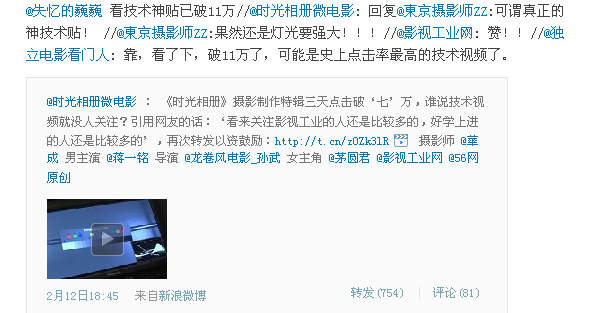 @失忆的巍巍 看技术神贴已破11万//@时光相册微电影: 回复@東京摄影师ZZ:可谓真正的
神技术贴！ //@東京摄影师ZZ:果然还是灯光要强大！！！//@影视工业网: 赞！！//@独
立电影看门人: 靠，看了下，破11万了，可能是史上点击率最高的技术视频了。
@时光相册微电影 ： 《时光相册》摄影制作特辑三天点击破‘七’万，谁说技术视
频就没人关注？引用网友的话：‘看来关注影视工业的人还是比较多的，好学上进
的人还是比较多的’，再次转发以资鼓励：http://t.cn/zOZk3lR 摄影师 @華
成 男主演 @蒋一铭 导演 @龙卷风电影_孙武 女主角 @茅圆君 @影视工业网 @56网
原创
2月12日18:45 来自新浪微博 转发(754) | 评论(81)